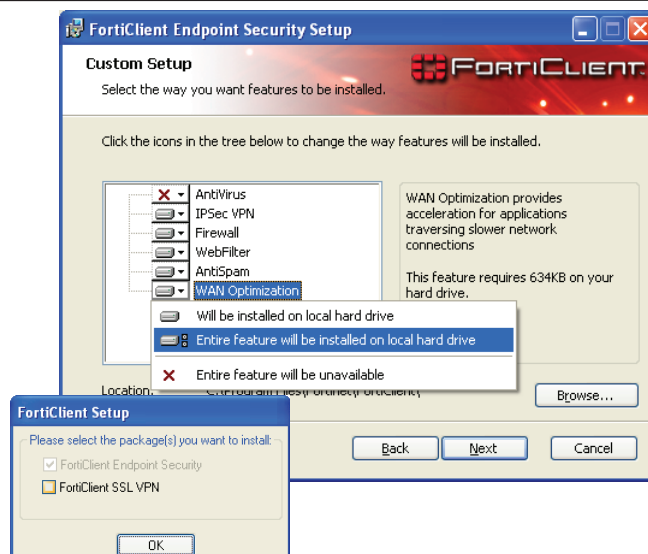 FortiClient Endpoint Security Setup
Custom Setup
Select the way you want features to be installed.
FORTICLIENT
Click the icons in the tree below to change the way features will be installed.
AntiVirus
IPSec VPN
Firewall
WebFilter
AntiSpam
WAN Optimization
WAN Optimization provides
acceleration for applications
traversing slower network
connections
This feature requires 634KB on your
hard drive.
Will be installed on local hard drive
Entire feature will be installed on local hard drive
Entire feature will be unavailable
Location: C:\Program Files\Fortinet\FortiClient\
Browse...
Back
Next
Cancel
FortiClient Setup
Please select the package(s) you want to install:
FortiClient Endpoint Security
FortiClient SSL VPN
OK